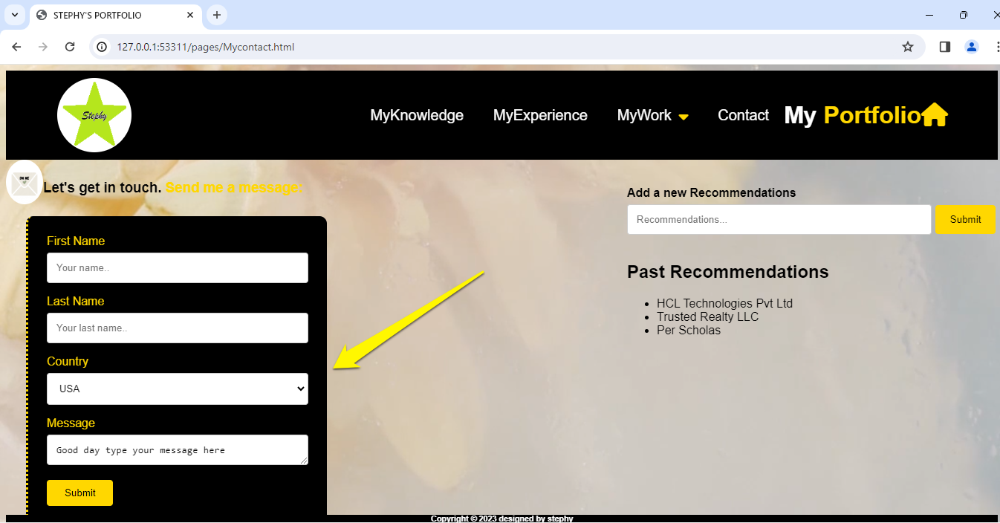 STEPHY'S PORTFOLIO
127.0.0.1:53311/pages/Mycontact.html
Stephy
MyKnowledge MyExperience MyWork Contact My Portfolio
Let's get in touch. Send me a message:
First Name
Your name..
Last Name
Your last name..
Country
USA
Message
Good day type your message here
Submit
Add a new Recommendations
Recommendations... Submit
Past Recommendations
HCL Technologies Pvt Ltd
Trusted Realty LLC
Per Scholas
Copyright © 2023 designed by stephy